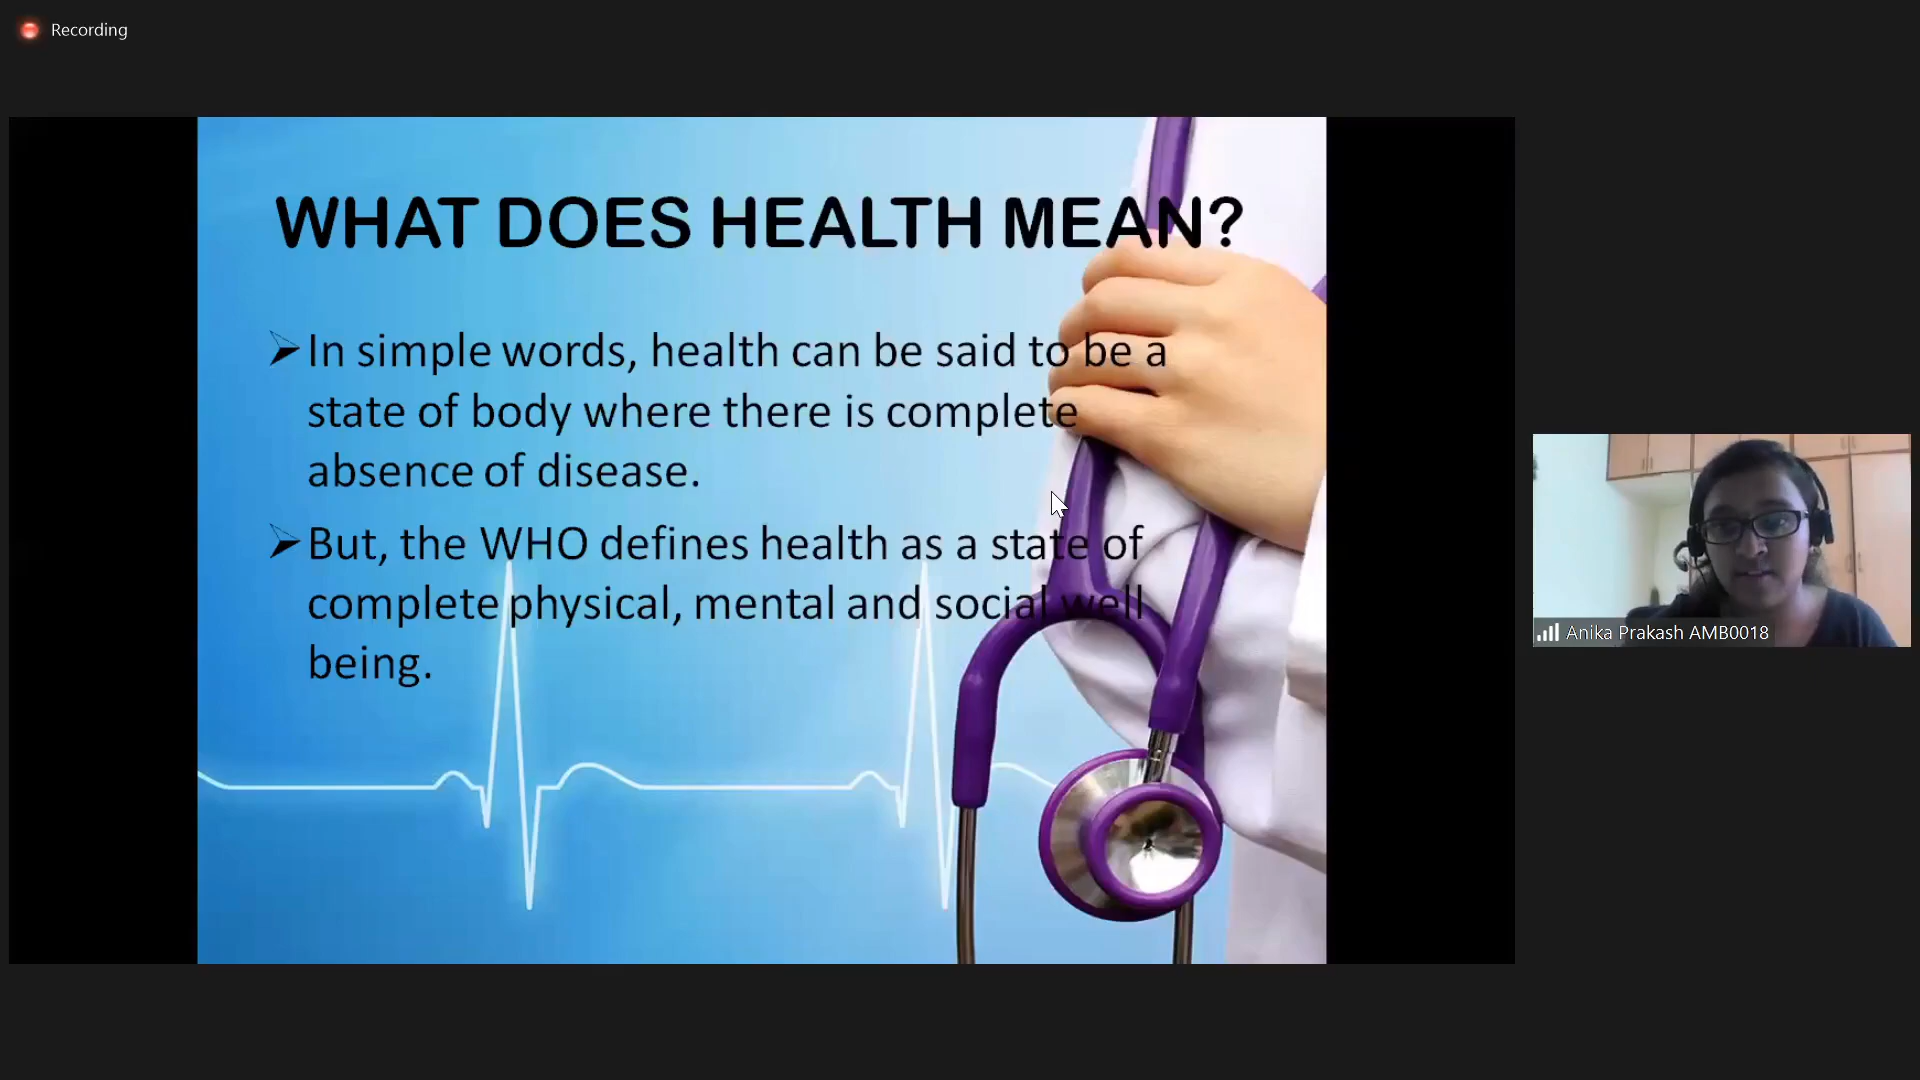 Recording
WHAT DOES HEALTH MEAN?
In simple words, health can be said to be a
state of body where there is complete
absence of disease.
But, the WHO defines health as a state of
complete physical, mental and social well
being.
Anika Prakash AMB0018